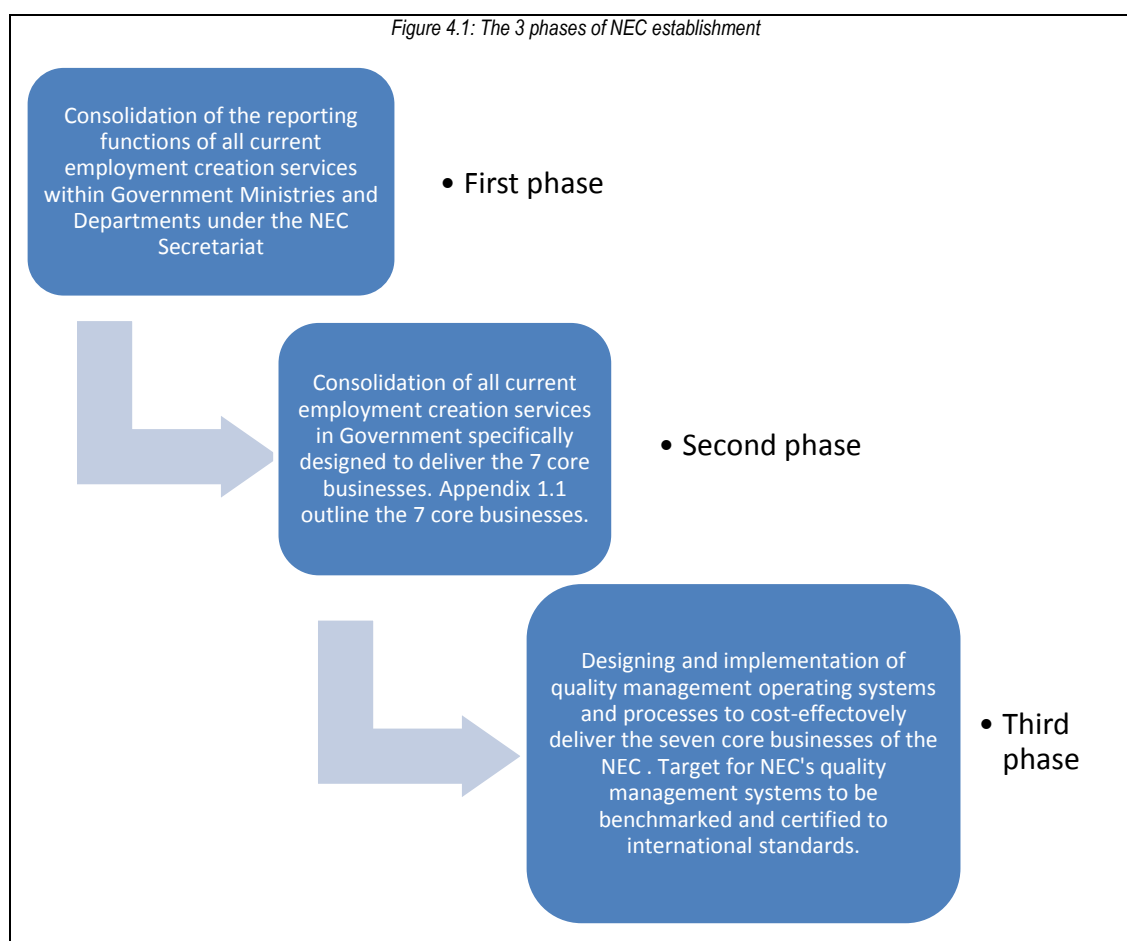 Figure 4.1: The 3 phases of NEC establishment
Consolidation of the reporting
functions of all current
employment creation services
within Government Ministries and
Departments under the NEC
Secretariat
• First phase
Consolidation of all current
employment creation services
in Government specifically
designed to deliver the 7 core
businesses. Appendix 1.1
outline the 7 core businesses.
• Second phase
Designing and implementation of
quality management operating systems
and processes to cost-effectovely
deliver the seven core businesses of the
NEC . Target for NEC's quality
management systems to be
benchmarked and certified to
international standards.
• Third
phase